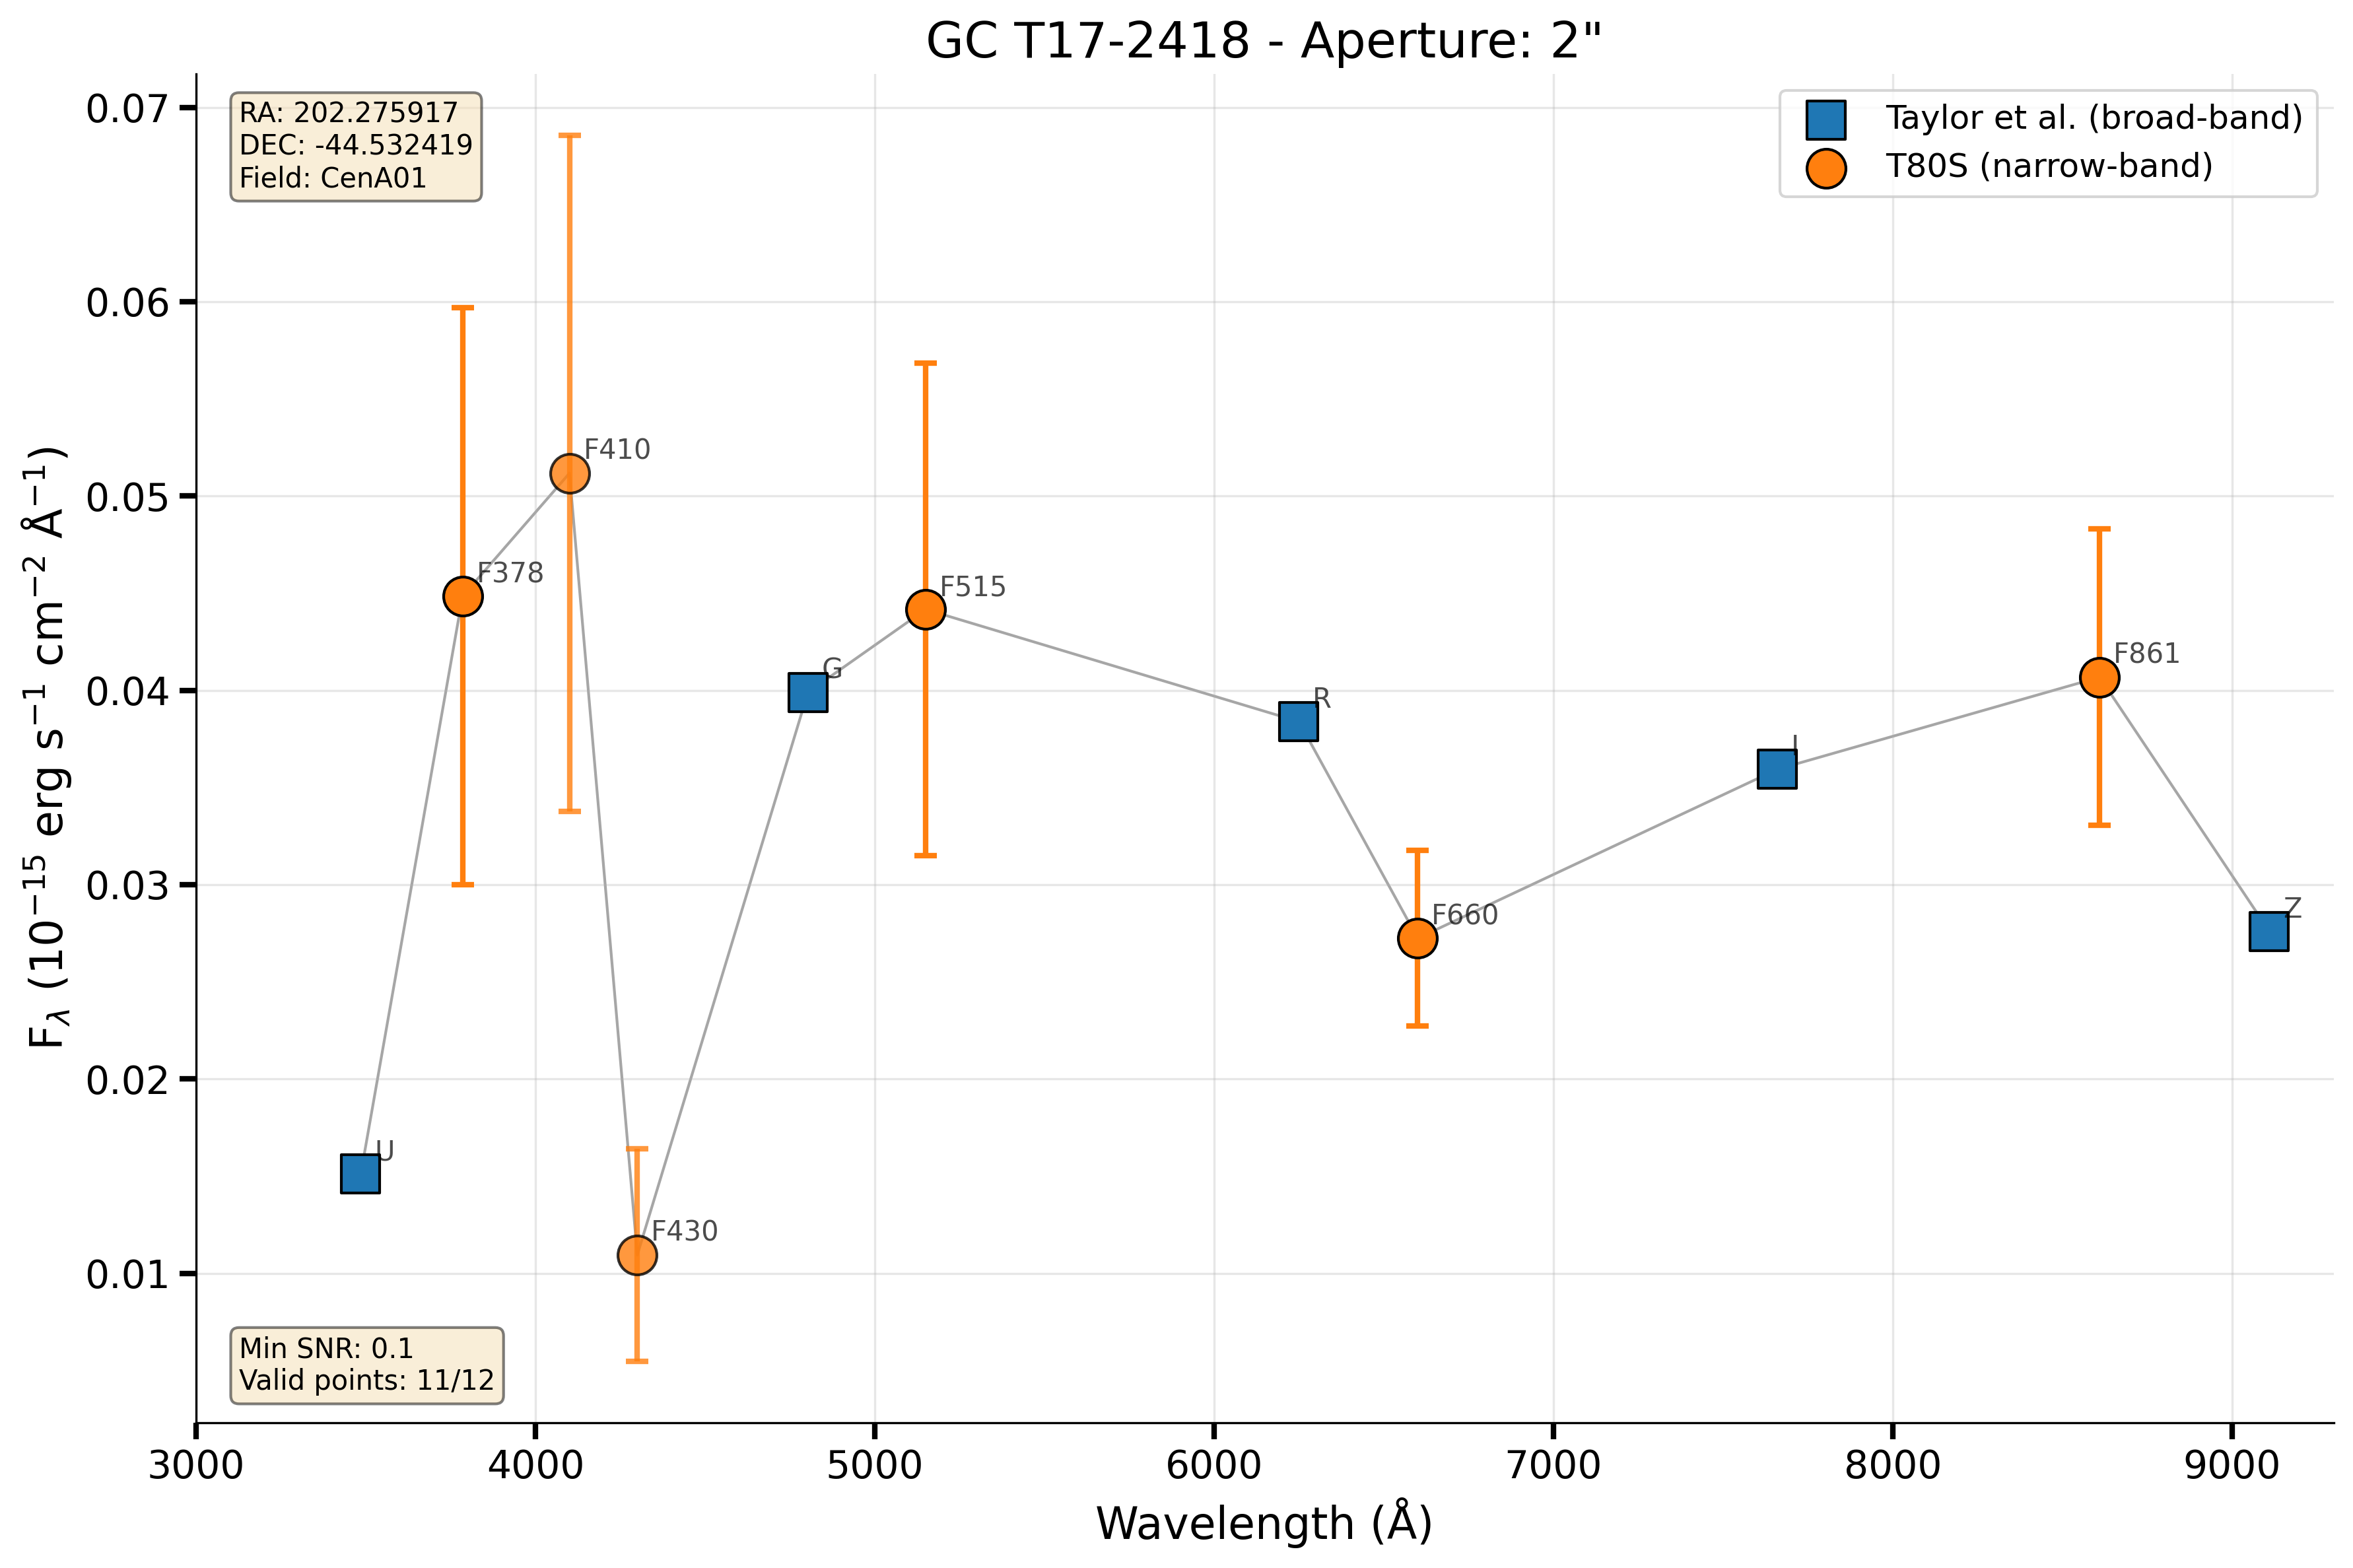 GC T17-2418 - Aperture: 2"
RA: 202.275917
DEC: -44.532419
Field: CenA01
Taylor et al. (broad-band)
T80S (narrow-band)
0.07
0.06
0.05
0.04
0.03
0.02
0.01
F$_λ$ (10$^{−15}$ erg s$^{−1}$ cm$^{−2}$ Å$^{−1}$)
U
F378
F410
F430
G
F515
R
F660
I
F861
Z
Min SNR: 0.1
Valid points: 11/12
3000 4000 5000 6000 7000 8000 9000
Wavelength (Å)